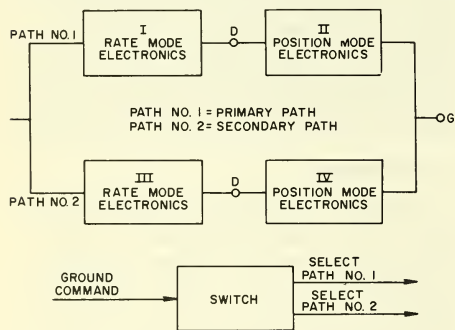 PATH NO. 1
I
RATE MODE
ELECTRONICS
D
II
POSITION MODE
ELECTRONICS
G
PATH NO. 1 = PRIMARY PATH
PATH NO. 2 = SECONDARY PATH
PATH NO. 2
III
RATE MODE
ELECTRONICS
D
IV
POSITION MODE
ELECTRONICS
GROUND
COMMAND
SWITCH
SELECT
PATH NO. 1
SELECT
PATH NO. 2